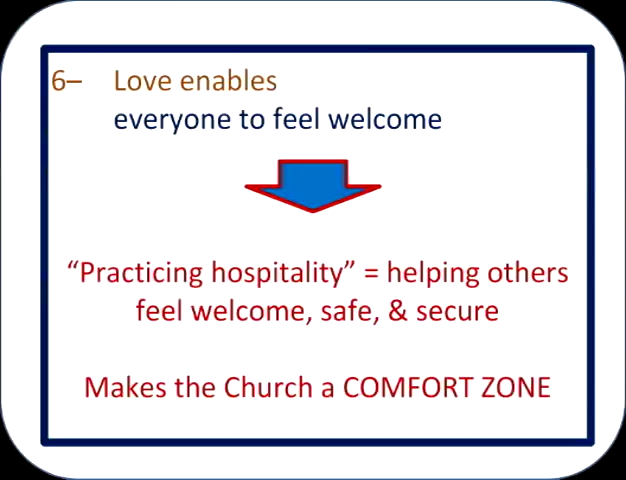 6– Love enables
everyone to feel welcome
“Practicing hospitality” = helping others
feel welcome, safe, & secure
Makes the Church a COMFORT ZONE